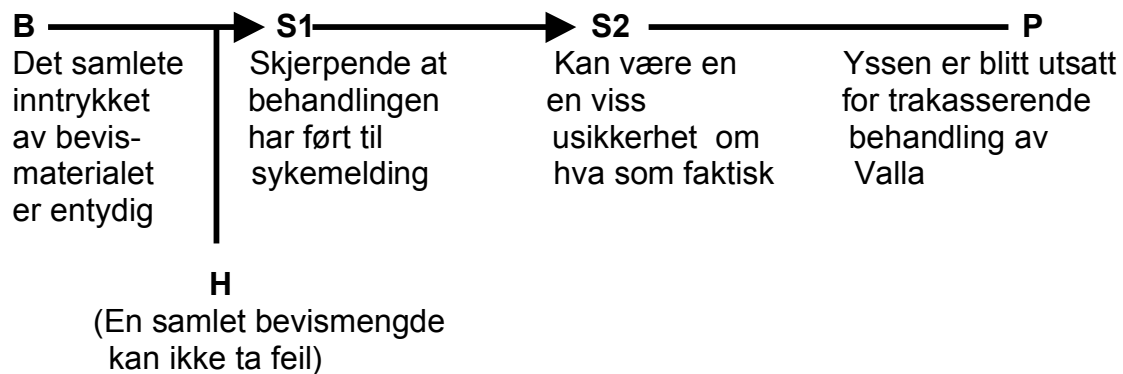 B S1 S2 P
Det samlete
inntrykket
av bevis-
materialet
er entydig
Skjerpende at
behandlingen
har ført til
sykemelding
Kan være en
en viss
usikkerhet om
hva som faktisk
Yssen er blitt utsatt
for trakasserende
behandling av
Valla
H
(En samlet bevismengde
kan ikke ta feil)